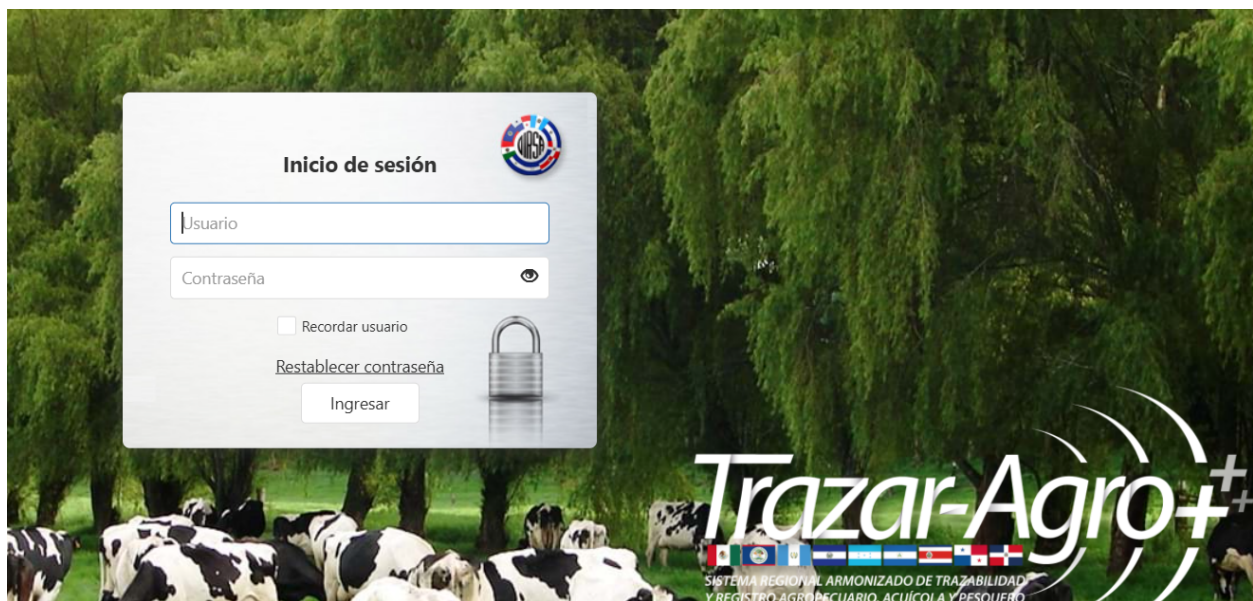 OIRSA
Inicio de sesión
Usuario
Contraseña
Recordar usuario
Restablecer contraseña
Ingresar
Trazar-Agro++
SISTEMA REGIONAL ARMONIZADO DE TRAZABILIDAD
Y REGISTRO AGROPECUARIO, ACUÍCOLA Y PESQUERO